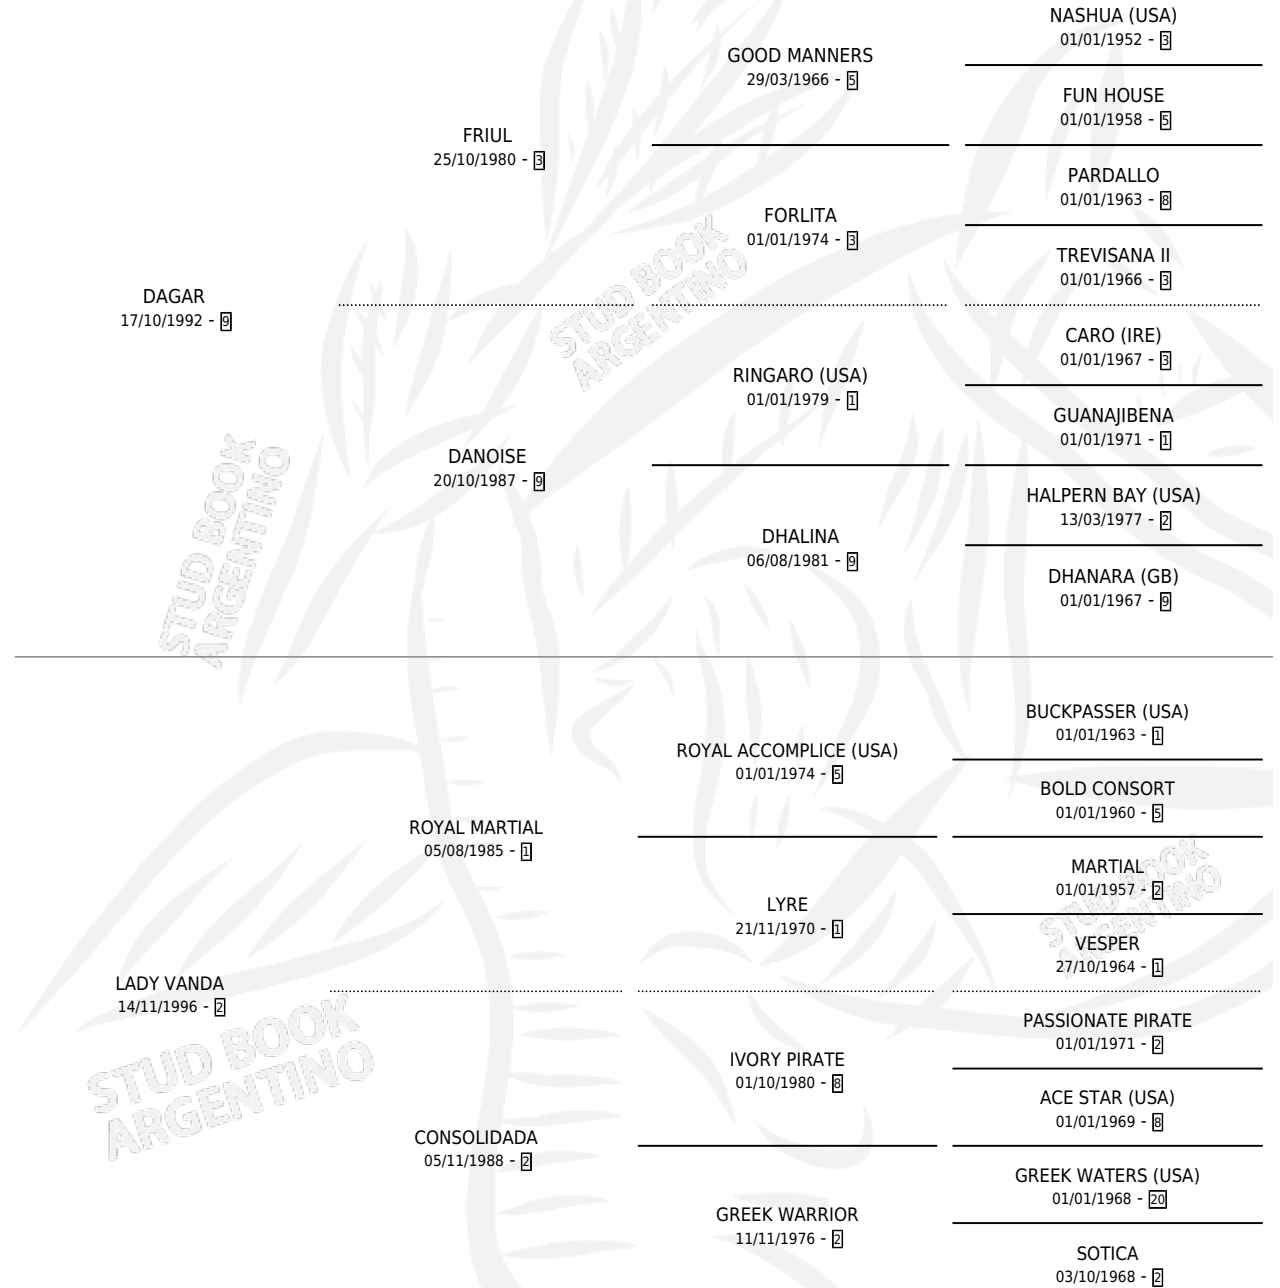 NASHUA (USA)
01/01/1952 - 3
GOOD MANNERS
29/03/1966 - 5
FUN HOUSE
01/01/1958 - 5
FRIUL
25/10/1980 - 3
PARDALLO
01/01/1963 - 8
FORLITA
01/01/1974 - 3
TREVISANA II
01/01/1966 - 3
STUD BOOK
ARGENTINO
DAGAR
17/10/1992 - 9
CARO (IRE)
01/01/1967 - 3
RINGARO (USA)
01/01/1979 - 1
GUANAJIBENA
01/01/1971 - 1
DANOISE
20/10/1987 - 9
HALPERN BAY (USA)
13/03/1977 - 2
DHALINA
06/08/1981 - 9
DHANARA (GB)
01/01/1967 - 9
STUD BOOK
ARGENTINO
BUCKPASSER (USA)
01/01/1963 - 1
ROYAL ACCOMPLICE (USA)
01/01/1974 - 5
BOLD CONSORT
01/01/1960 - 5
ROYAL MARTIAL
05/08/1985 - 1
MARTIAL
01/01/1957 - 2
LYRE
21/11/1970 - 1
VESPER
27/10/1964 - 1
STUD BOOK
ARGENTINO
LADY VANDA
14/11/1996 - 2
PASSIONATE PIRATE
01/01/1971 - 2
IVORY PIRATE
01/10/1980 - 8
ACE STAR (USA)
01/01/1969 - 8
STUD BOOK
ARGENTINO
CONSOLIDADA
05/11/1988 - 2
GREEK WATERS (USA)
01/01/1968 - 20
GREEK WARRIOR
11/11/1976 - 2
SOTICA
03/10/1968 - 2